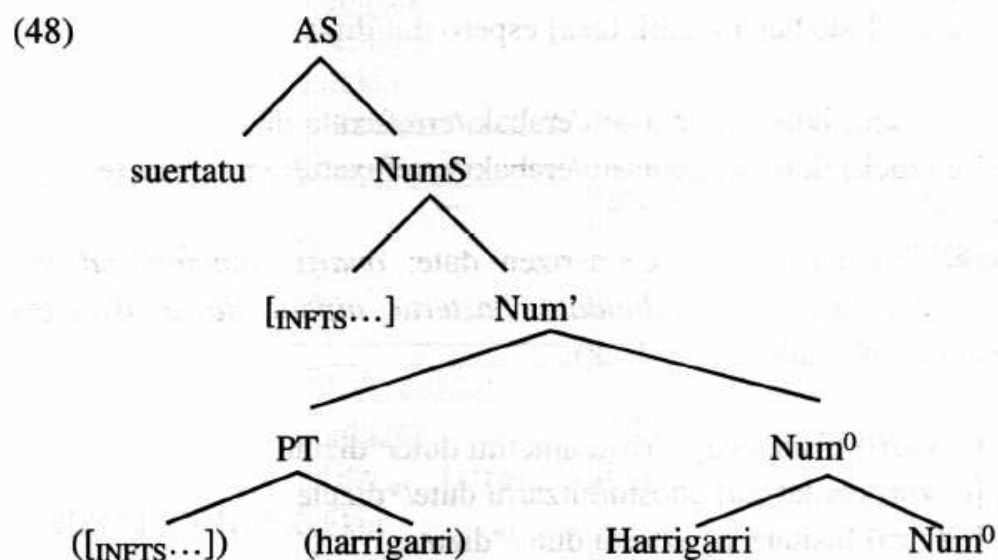 (48) AS
suertatu NumS
[INFTS…] Num'
PT Num⁰
([INFTS…]) (harrigarri) Harrigarri Num⁰